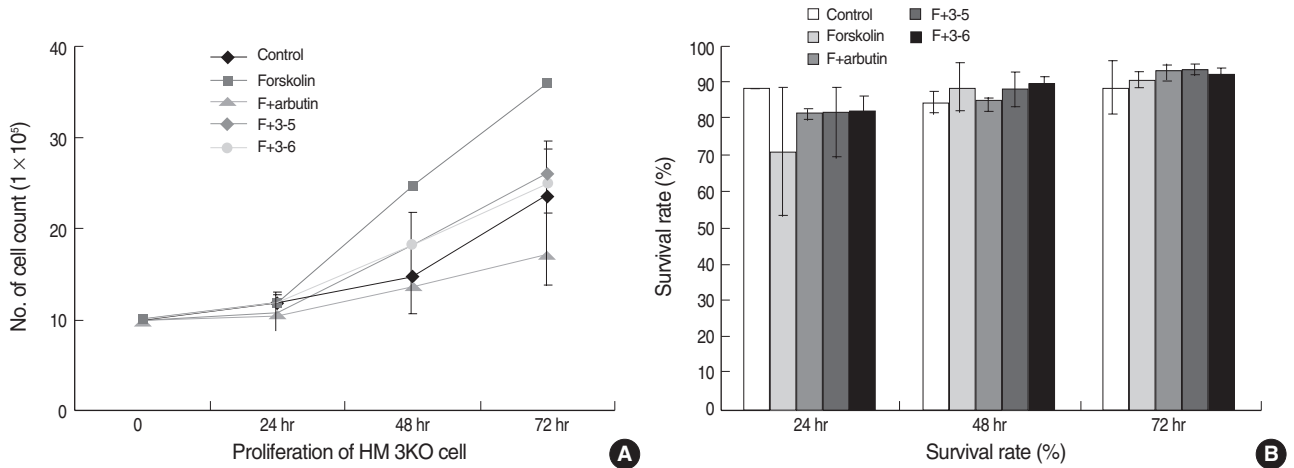 No. of cell count (1 × 10⁵)
40
30
20
10
0
Control
Forskolin
F+arbutin
F+3-5
F+3-6
0
24 hr
48 hr
72 hr
Proliferation of HM 3KO cell
A
Control
Forskolin
F+arbutin
F+3-5
F+3-6
Survival rate (%)
100
90
80
70
60
50
40
30
20
10
0
24 hr
48 hr
72 hr
Survival rate (%)
B